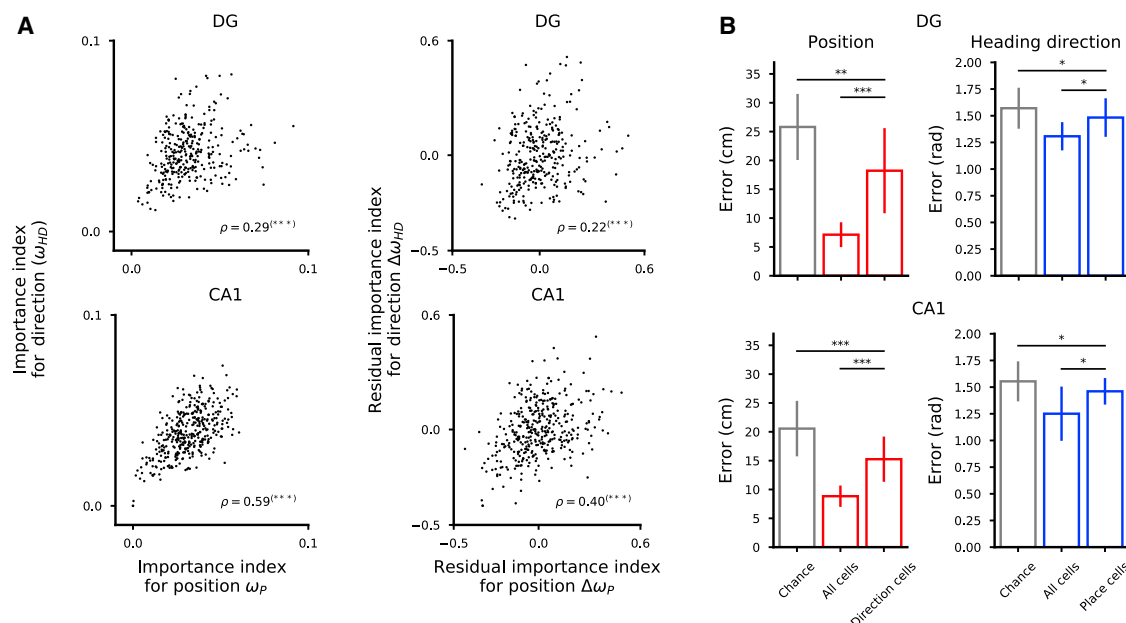 A
DG
DG
0.1
0.0
0.0
0.1
ρ = 0.29(***)
0.6
0.0
−0.5
−0.5
0.0
0.6
ρ = 0.22(***)
Importance index
for direction (ωHD)
Residual importance index
for direction ΔωHD
CA1
CA1
0.1
0.0
0.0
0.1
ρ = 0.59(***)
0.6
0.0
−0.5
−0.5
0.0
0.6
ρ = 0.40(***)
Importance index
for position ωP
Residual importance index
for position ΔωP
B
DG
Position
Heading direction
Error (cm)
35
30
25
20
15
10
5
0
**
***
Error (rad)
2.00
1.75
1.50
1.25
1.00
0.75
0.50
0.25
0.00
*
*
CA1
Error (cm)
35
30
25
20
15
10
5
0
***
***
Chance
All cells
Direction cells
Error (rad)
2.00
1.75
1.50
1.25
1.00
0.75
0.50
0.25
0.00
*
*
Chance
All cells
Place cells